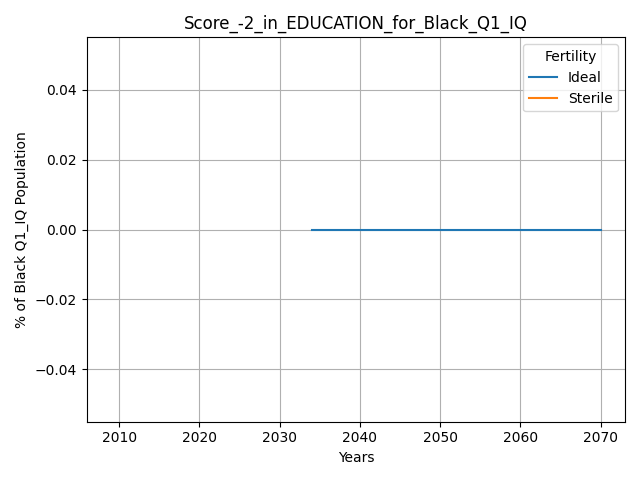 Score_-2_in_EDUCATION_for_Black_Q1_IQ
Fertility
Ideal
Sterile
% of Black Q1_IQ Population
0.04
0.02
0.00
−0.02
−0.04
2010 2020 2030 2040 2050 2060 2070
Years